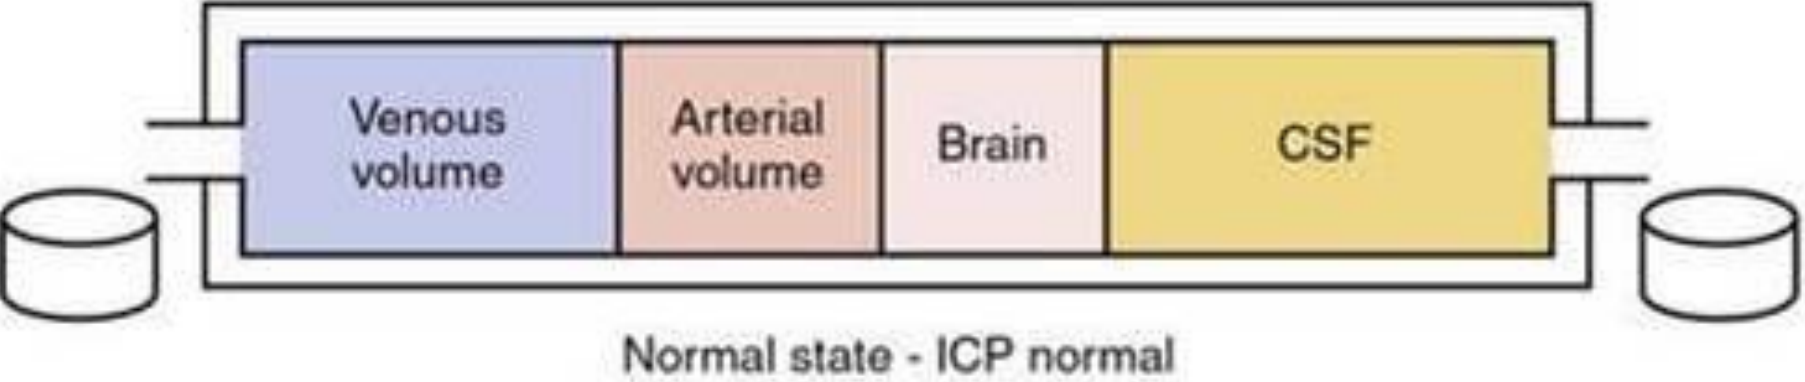 Venous
volume
Arterial
volume
Brain
CSF
Normal state - ICP normal